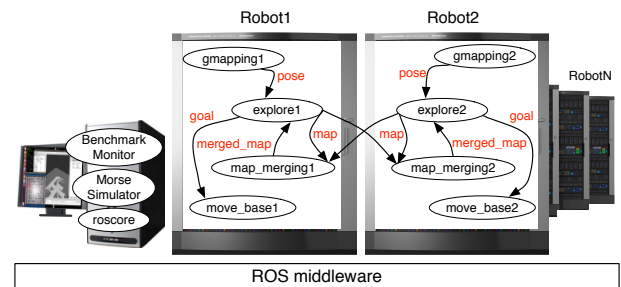 Robot1
Robot2
RobotN
gmapping1
pose
goal
explore1
merged_map
map
map_merging1
move_base1
gmapping2
pose
goal
explore2
map
merged_map
map_merging2
move_base2
Benchmark
Monitor
Morse
Simulator
roscore
ROS middleware